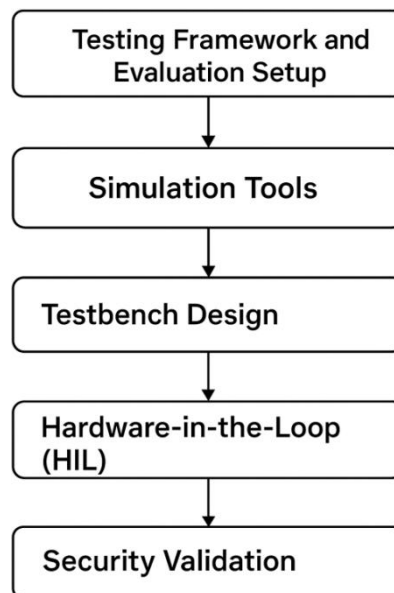 Testing Framework and
Evaluation Setup
Simulation Tools
Testbench Design
Hardware-in-the-Loop
(HIL)
Security Validation